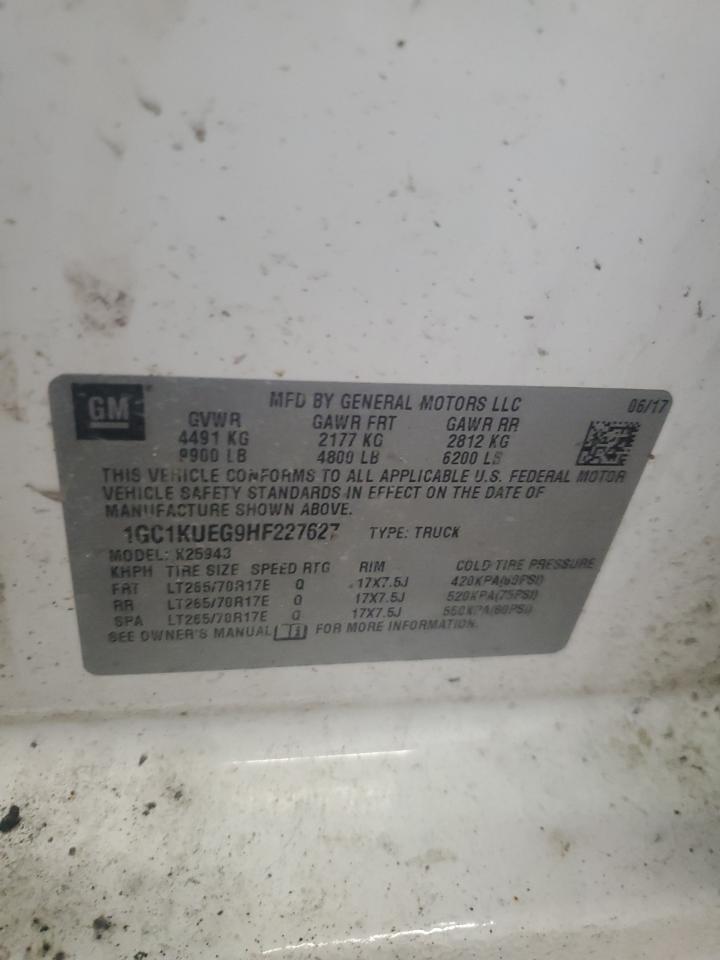 GM
MFD BY GENERAL MOTORS LLC 06/17
GVWR GAWR FRT GAWR RR
4491 KG 2177 KG 2812 KG
9900 LB 4800 LB 6200 LB
THIS VEHICLE CONFORMS TO ALL APPLICABLE U.S. FEDERAL MOTOR
VEHICLE SAFETY STANDARDS IN EFFECT ON THE DATE OF
MANUFACTURE SHOWN ABOVE.
1GC1KUEG9HF227627 TYPE: TRUCK
MODEL: K25943
KHPH TIRE SIZE SPEED RTG RIM COLD TIRE PRESSURE
FRT LT265/70R17E Q 17X7.5J 420KPA(60PSI)
RR LT265/70R17E Q 17X7.5J 520KPA(75PSI)
SPA LT265/70R17E Q 17X7.5J 550KPA(80PSI)
SEE OWNER'S MANUAL FOR MORE INFORMATION.